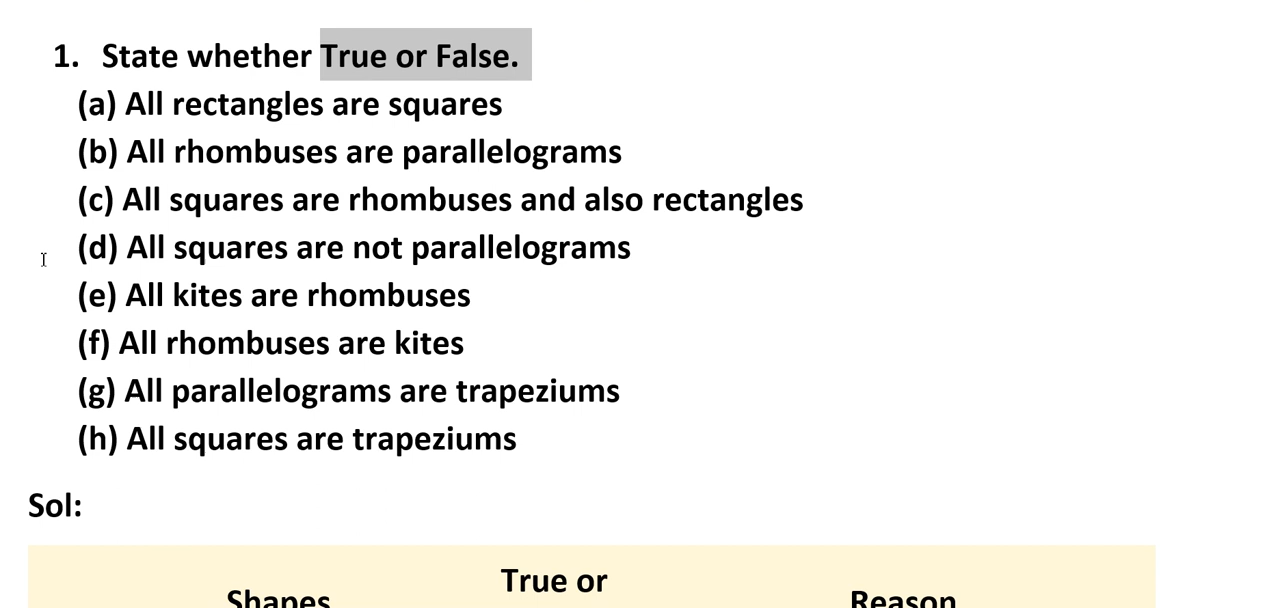 1. State whether True or False.
(a) All rectangles are squares
(b) All rhombuses are parallelograms
(c) All squares are rhombuses and also rectangles
(d) All squares are not parallelograms
(e) All kites are rhombuses
(f) All rhombuses are kites
(g) All parallelograms are trapeziums
(h) All squares are trapeziums
Sol:
True or
Shapes Reason